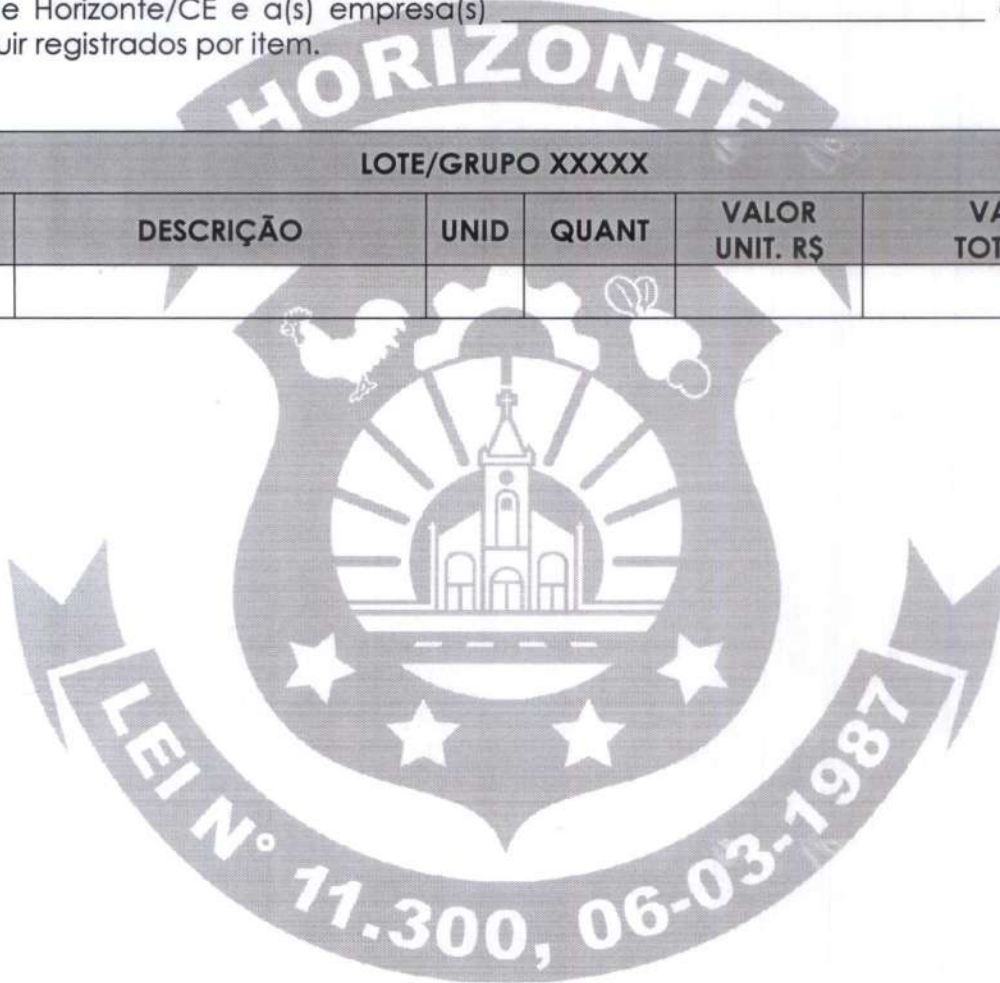 e Horizonte/CE e a(s) empresa(s)
uir registrados por item.
HORIZONTE
LOTE/GRUPO XXXXX
DESCRIÇÃO UNID QUANT VALOR UNIT. R$
LEI N° 11.300, 06-03-1987